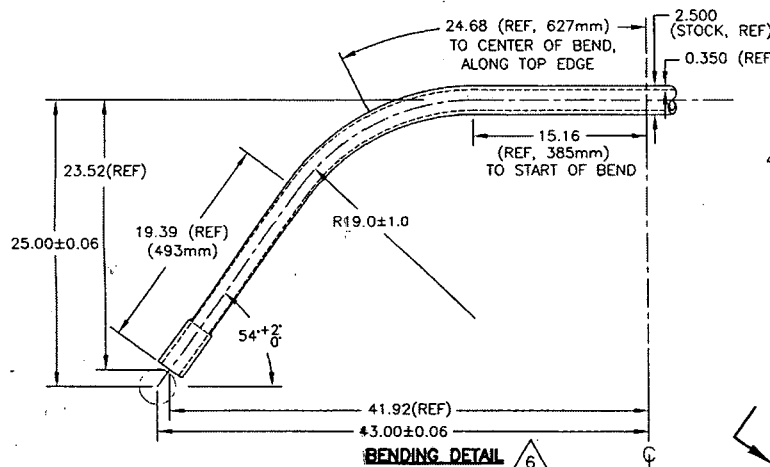 24.68 (REF, 627mm)
TO CENTER OF BEND,
ALONG TOP EDGE
2.500
(STOCK, REF)
0.350 (REF
15.16
(REF, 385mm)
TO START OF BEND
23.52(REF)
25.00±0.06
19.39 (REF)
(493mm)
R19.0±1.0
54°+2°
0°
41.92(REF)
43.00±0.06
BENDING DETAIL
6
℄